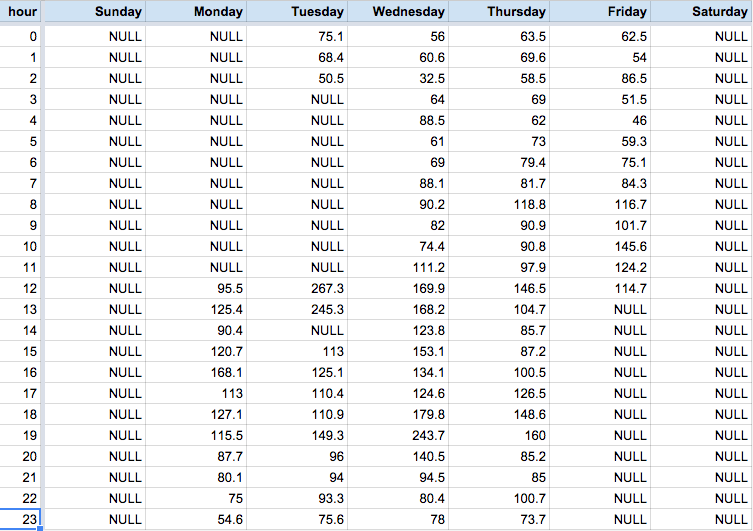 hour Sunday Monday Tuesday Wednesday Thursday Friday Saturday
0 NULL NULL 75.1 56 63.5 62.5 NULL
1 NULL NULL 68.4 60.6 69.6 54 NULL
2 NULL NULL 50.5 32.5 58.5 86.5 NULL
3 NULL NULL NULL 64 69 51.5 NULL
4 NULL NULL NULL 88.5 62 46 NULL
5 NULL NULL NULL 61 73 59.3 NULL
6 NULL NULL NULL 69 79.4 75.1 NULL
7 NULL NULL NULL 88.1 81.7 84.3 NULL
8 NULL NULL NULL 90.2 118.8 116.7 NULL
9 NULL NULL NULL 82 90.9 101.7 NULL
10 NULL NULL NULL 74.4 90.8 145.6 NULL
11 NULL NULL NULL 111.2 97.9 124.2 NULL
12 NULL 95.5 267.3 169.9 146.5 114.7 NULL
13 NULL 125.4 245.3 168.2 104.7 NULL NULL
14 NULL 90.4 NULL 123.8 85.7 NULL NULL
15 NULL 120.7 113 153.1 87.2 NULL NULL
16 NULL 168.1 125.1 134.1 100.5 NULL NULL
17 NULL 113 110.4 124.6 126.5 NULL NULL
18 NULL 127.1 110.9 179.8 148.6 NULL NULL
19 NULL 115.5 149.3 243.7 160 NULL NULL
20 NULL 87.7 96 140.5 85.2 NULL NULL
21 NULL 80.1 94 94.5 85 NULL NULL
22 NULL 75 93.3 80.4 100.7 NULL NULL
23 NULL 54.6 75.6 78 73.7 NULL NULL